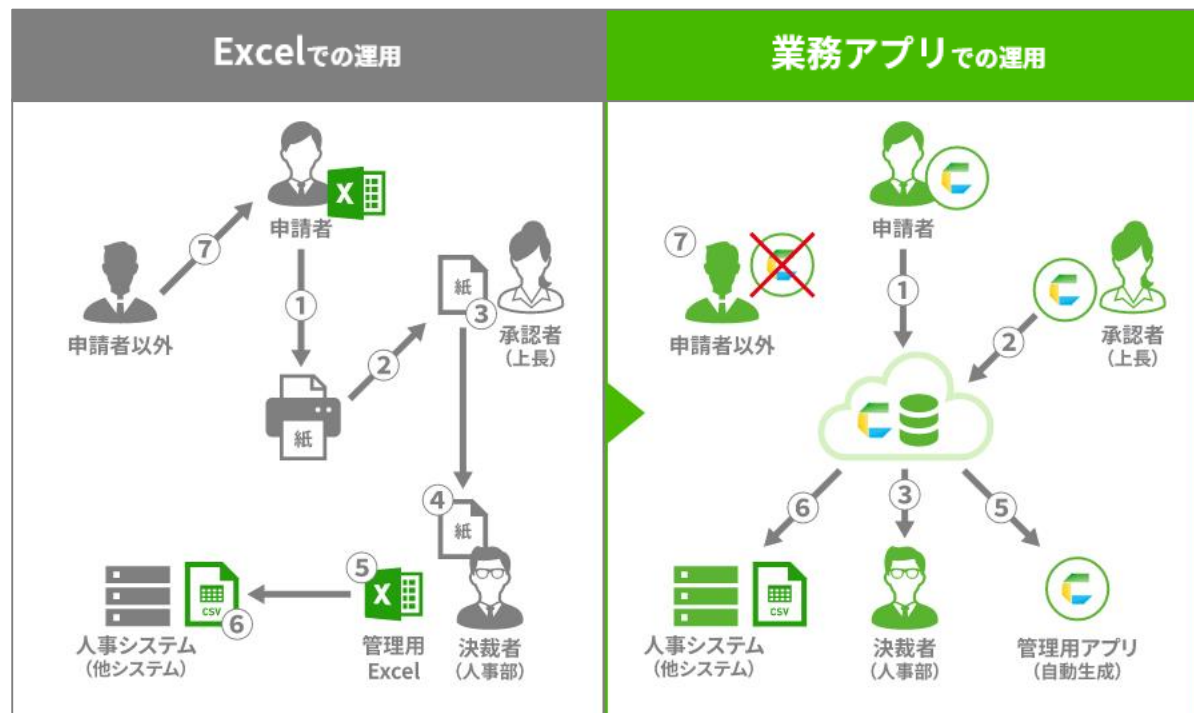 Excelでの運用
申請者
⑦
申請者以外
①
②
紙
③
承認者
(上長)
紙
④
紙
⑤
管理用
Excel
決裁者
(人事部)
CSV
⑥
人事システム
(他システム)
業務アプリでの運用
申請者
⑦
申請者以外
①
②
承認者
(上長)
⑥
③
⑤
CSV
人事システム
(他システム)
決裁者
(人事部)
管理用アプリ
(自動生成)